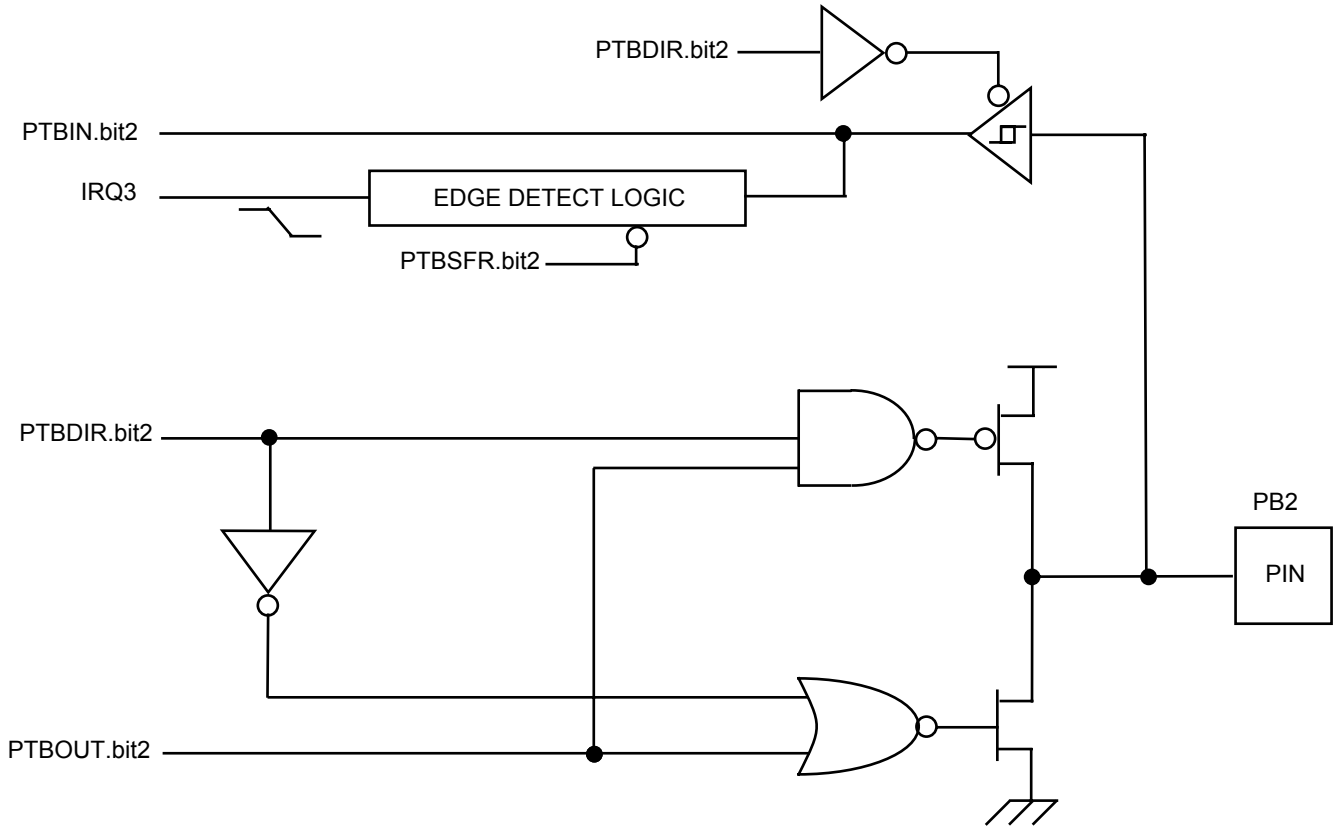 PTBDIR.bit2
PTBIN.bit2
IRQ3
EDGE DETECT LOGIC
PTBSFR.bit2
PTBDIR.bit2
PB2
PIN
PTBOUT.bit2